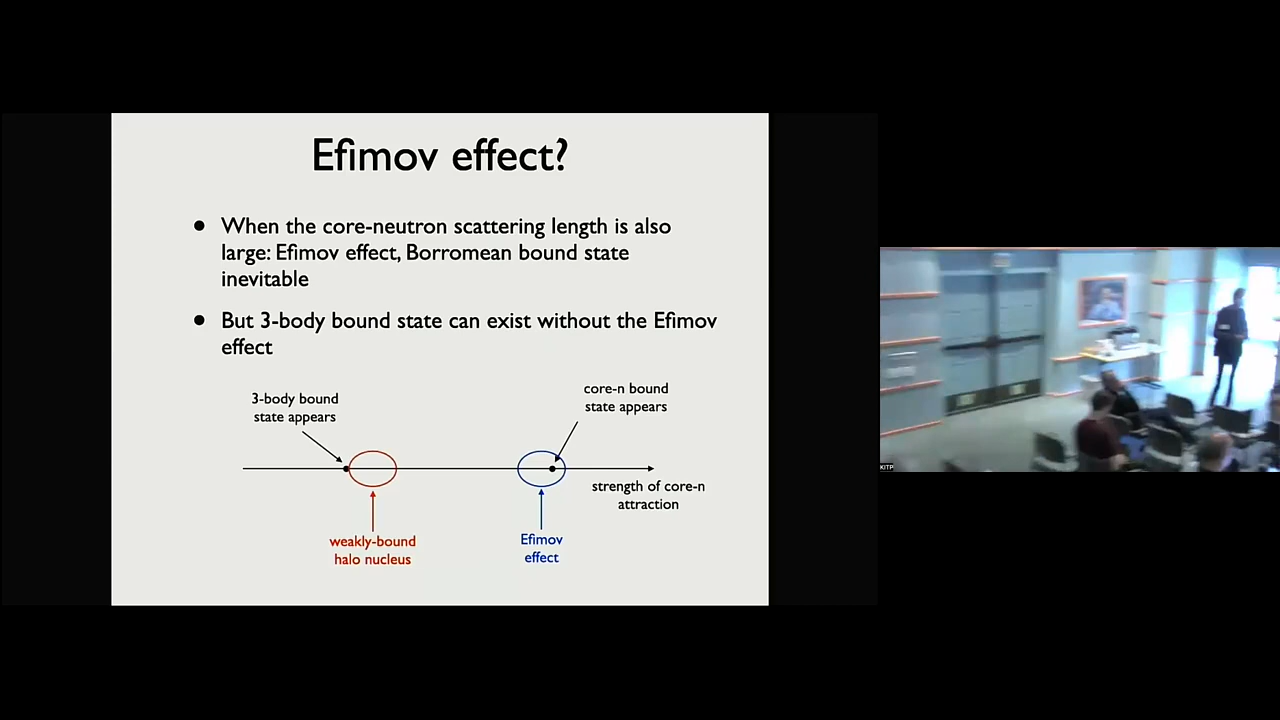 Efimov effect?
• When the core-neutron scattering length is also
large: Efimov effect, Borromean bound state
inevitable
• But 3-body bound state can exist without the Efimov
effect
3-body bound
state appears
core-n bound
state appears
strength of core-n
attraction
weakly-bound
halo nucleus
Efimov
effect
KITP